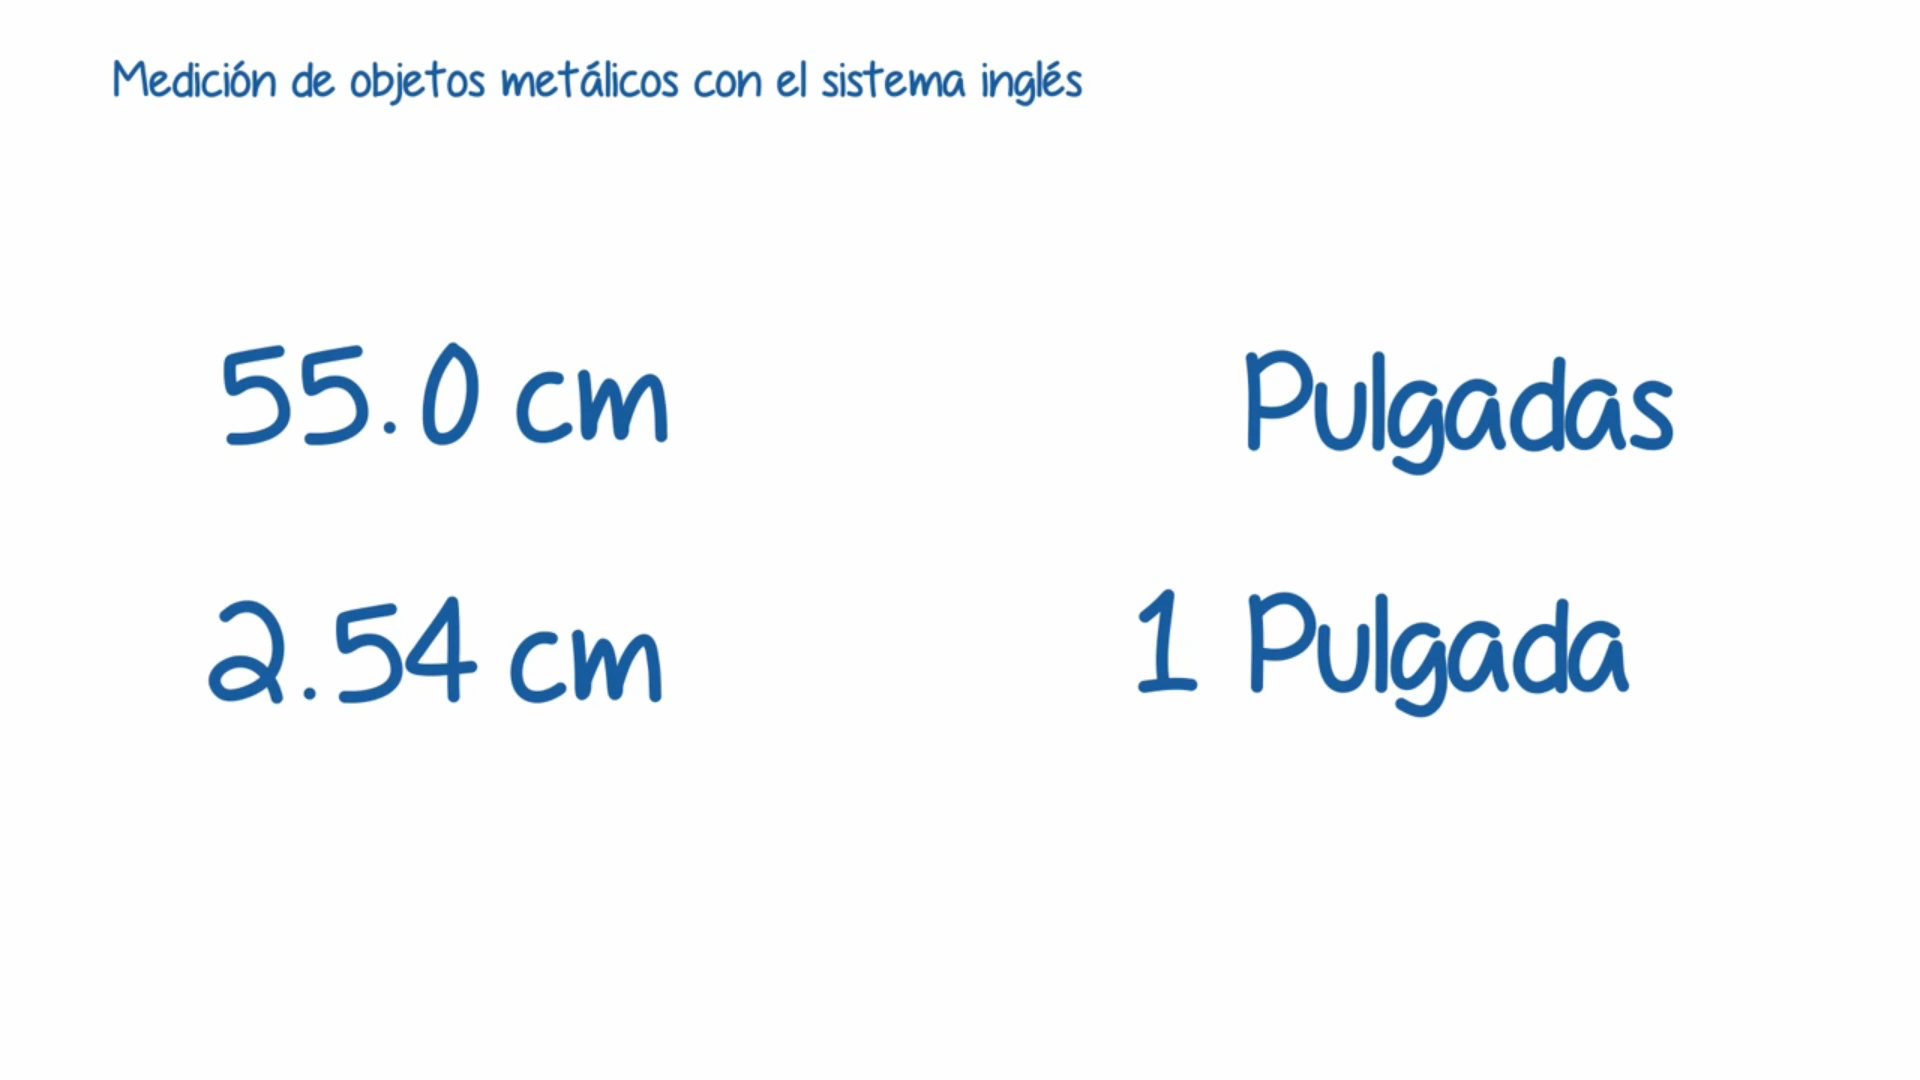 Medición de objetos metálicos con el sistema inglés
55.0 cm Pulgadas
2.54 cm 1 Pulgada